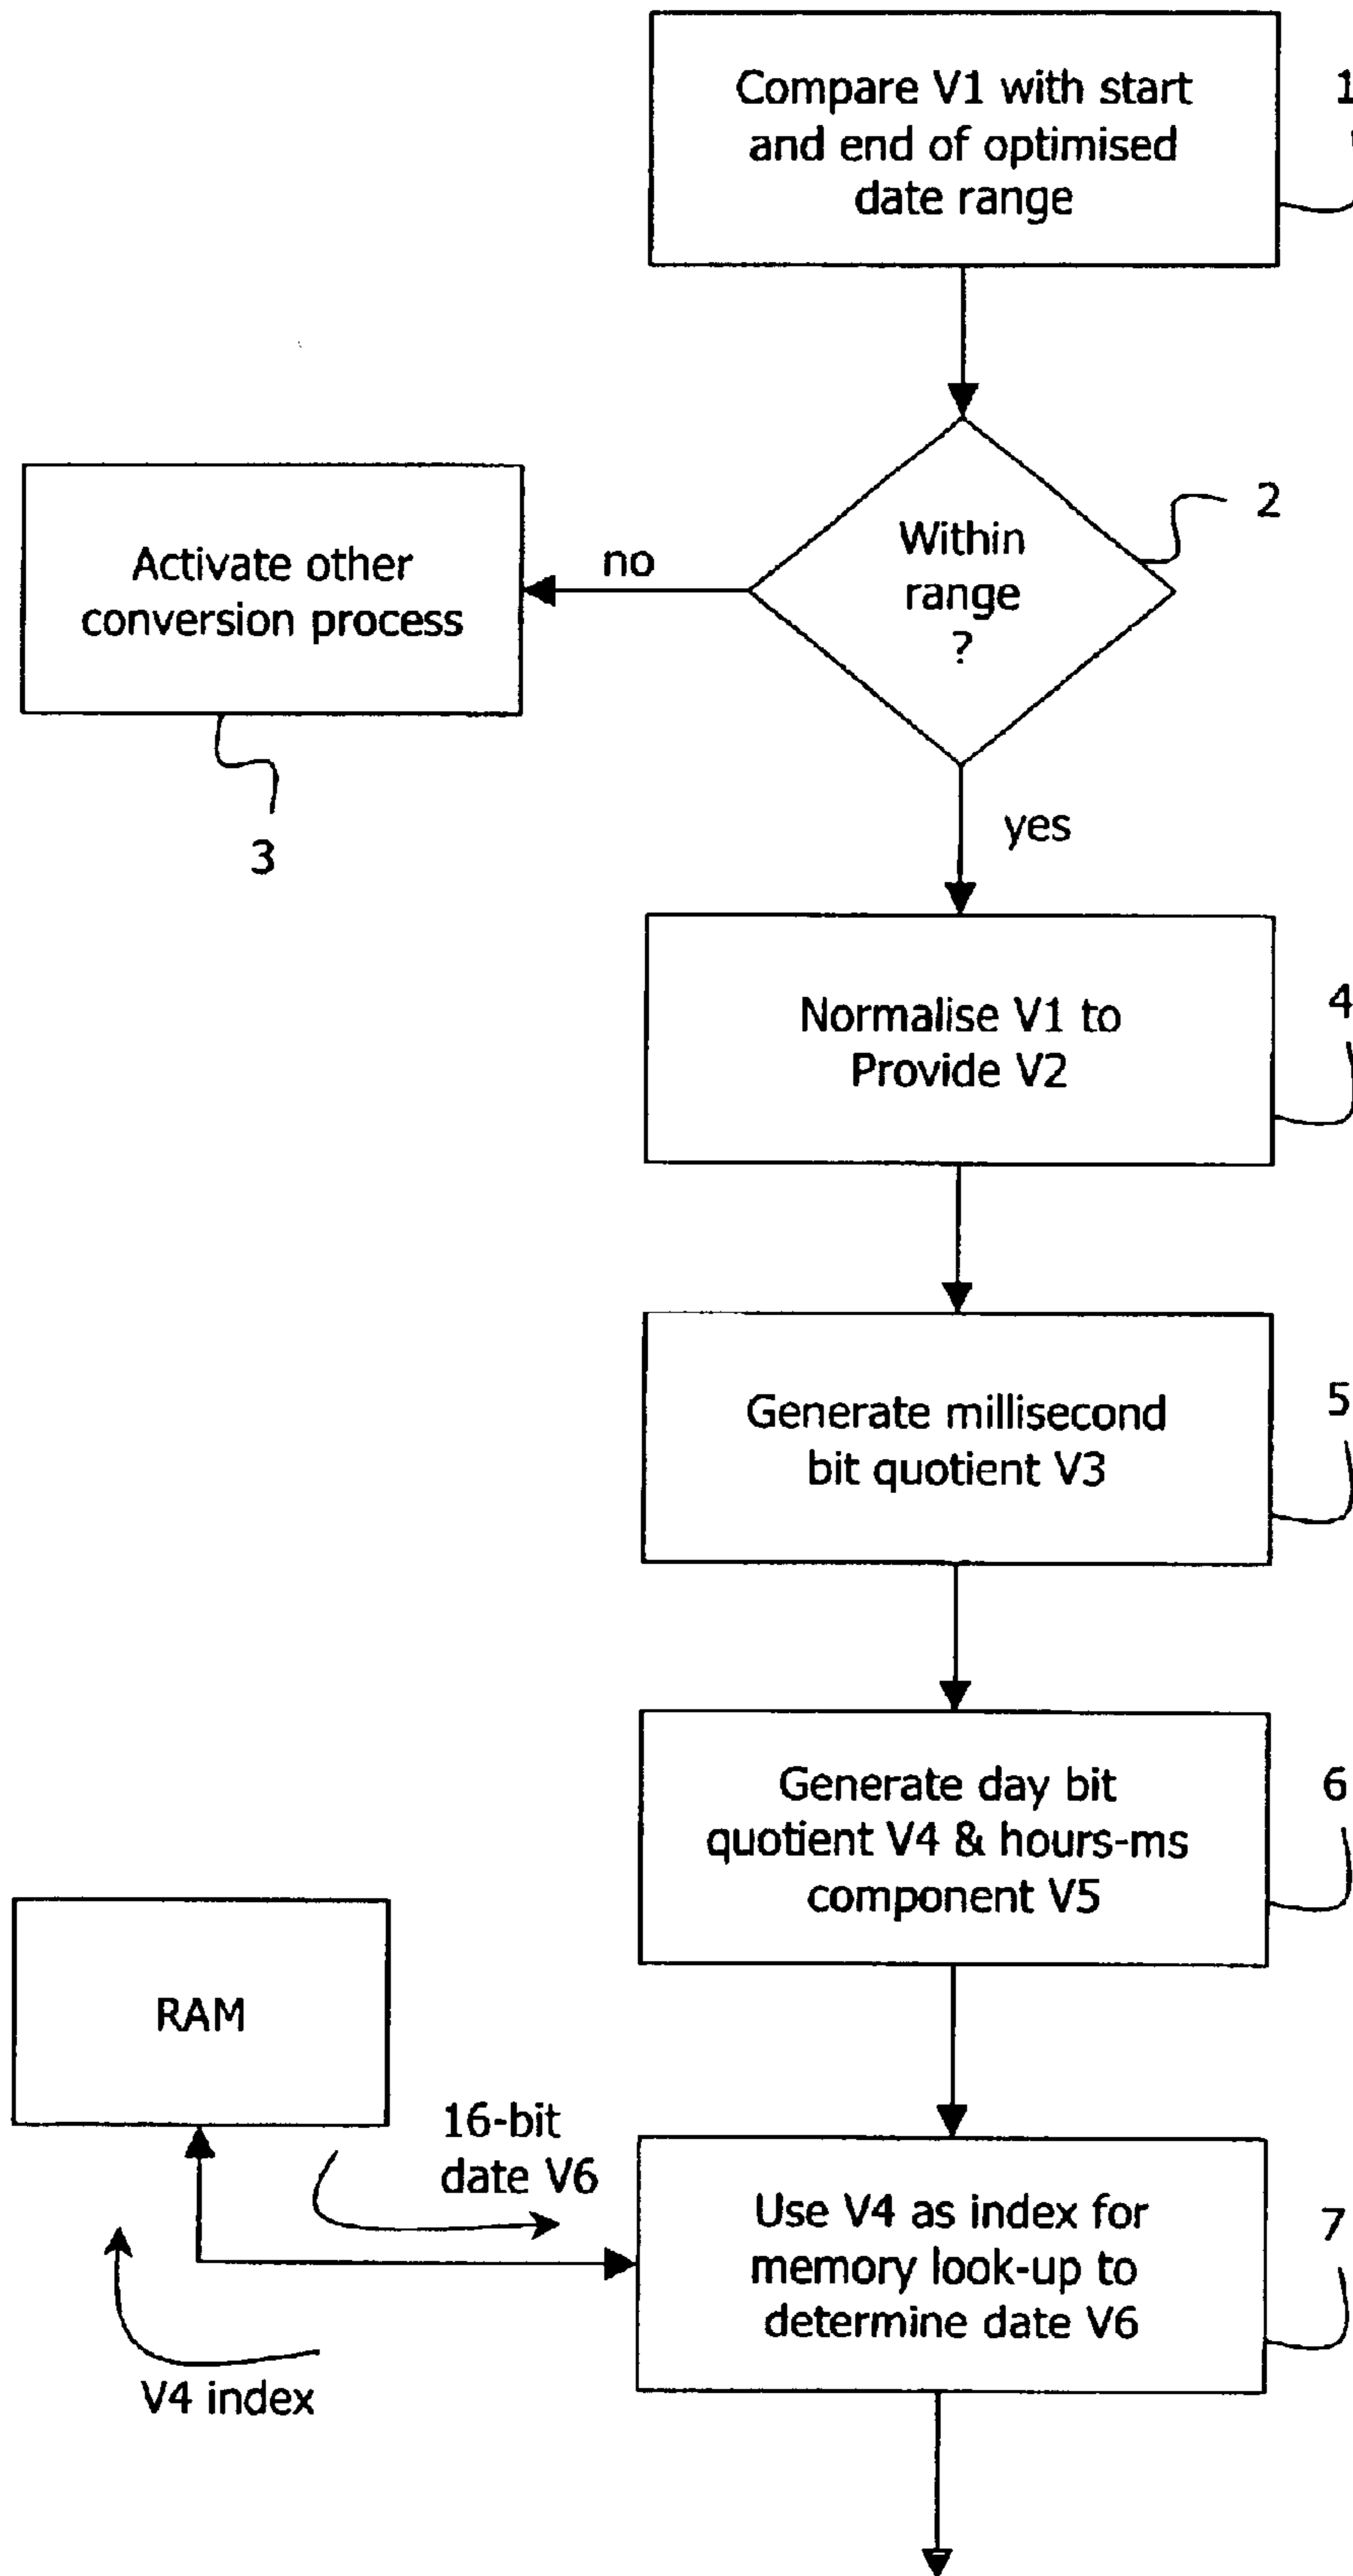 Compare V1 with start
and end of optimised
date range
1
Within
range
?
2
no
Activate other
conversion process
3
yes
Normalise V1 to
Provide V2
4
Generate millisecond
bit quotient V3
5
Generate day bit
quotient V4 & hours-ms
component V5
6
RAM
16-bit
date V6
Use V4 as index for
memory look-up to
determine date V6
7
V4 index